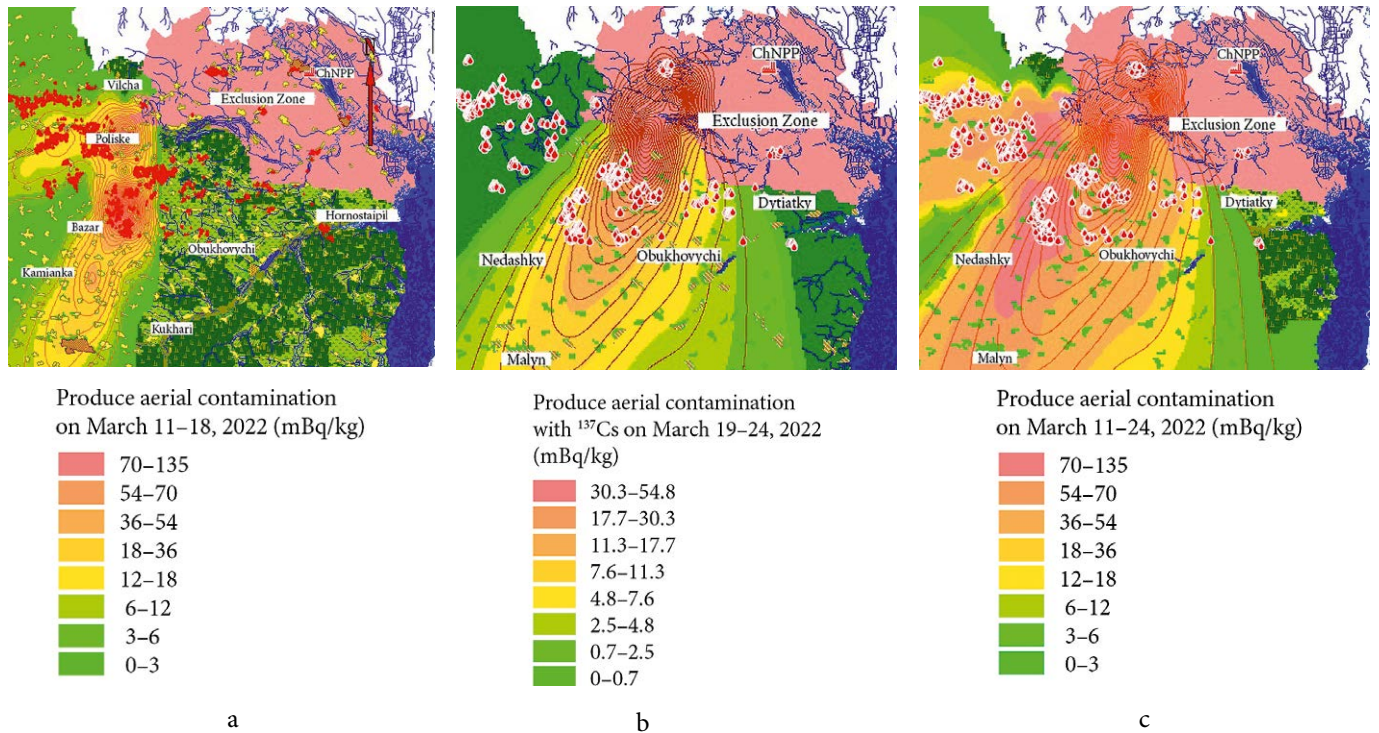 Vilcha
ChNPP
Exclusion Zone
Poliske
Bazar
Hornostaipil
Obukhovychi
Kamianka
Kukhari
Produce aerial contamination
on March 11–18, 2022 (mBq/kg)
70–135
54–70
36–54
18–36
12–18
6–12
3–6
0–3
a
ChNPP
Exclusion Zone
Dytiatky
Nedashky
Obukhovychi
Malyn
Produce aerial contamination
with ¹³⁷Cs on March 19–24, 2022
(mBq/kg)
30.3–54.8
17.7–30.3
11.3–17.7
7.6–11.3
4.8–7.6
2.5–4.8
0.7–2.5
0–0.7
b
ChNPP
Exclusion Zone
Dytiatky
Nedashky
Obukhovychi
Malyn
Produce aerial contamination
on March 11–24, 2022 (mBq/kg)
70–135
54–70
36–54
18–36
12–18
6–12
3–6
0–3
c